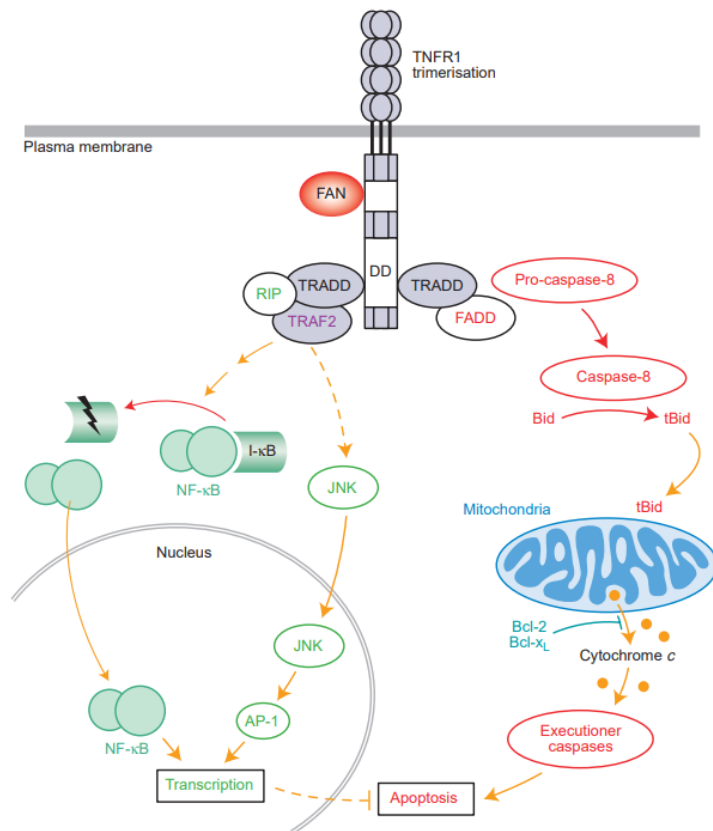 TNFR1
trimerisation
Plasma membrane
FAN
DD
RIP
TRADD
TRADD
Pro-caspase-8
TRAF2
FADD
Caspase-8
Bid
tBid
I-κB
NF-κB
JNK
Mitochondria
tBid
Nucleus
Bcl-2
Bcl-xL
JNK
Cytochrome c
AP-1
NF-κB
Executioner
caspases
Transcription
Apoptosis